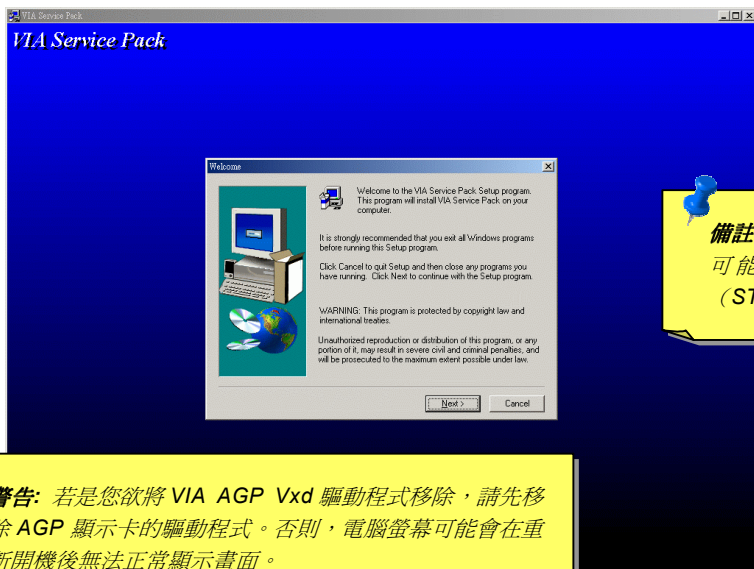 VIA Service Pack
VIA Service Pack
Welcome
Welcome to the VIA Service Pack Setup program.
This program will install VIA Service Pack on your
computer.
It is strongly recommended that you exit all Windows programs
before running this Setup program.
Click Cancel to quit Setup and then close any programs you
have running. Click Next to continue with the Setup program.
WARNING: This program is protected by copyright law and
international treaties.
Unauthorized reproduction or distribution of this program, or any
portion of it, may result in severe civil and criminal penalties, and
will be prosecuted to the maximum extent possible under law.
Next >
Cancel
備註
可能
（ST
警告: 若是您欲將 VIA AGP Vxd 驅動程式移除，請先移
除 AGP 顯示卡的驅動程式。否則，電腦螢幕可能會在重
新開機後無法正常顯示畫面。